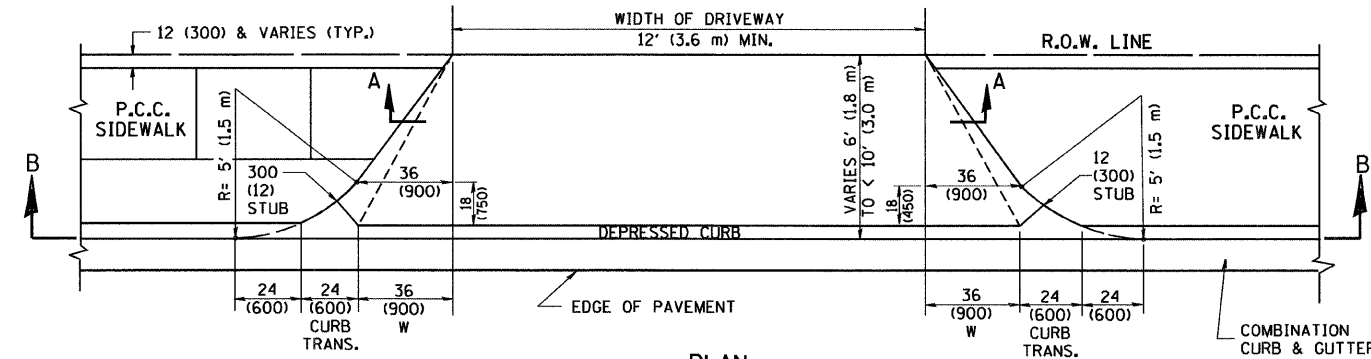 WIDTH OF DRIVEWAY
12' (3.6 m) MIN.
12 (300) & VARIES (TYP.)
R.O.W. LINE
A
A
P.C.C.
SIDEWALK
P.C.C.
SIDEWALK
R= 5' (1.5 m)
VARIES 6' (1.8 m)
TO < 10' (3.0 m)
R= 5' (1.5 m)
B
B
300
(12)
STUB
36
(900)
18
(750)
36
(900)
18
(450)
12
(300)
STUB
DEPRESSED CURB
24
(600)
24
(600)
CURB
TRANS.
36
(900)
W
EDGE OF PAVEMENT
36
(900)
W
24
(600)
CURB
TRANS.
24
(600)
COMBINATION
CURB & GUTTER
PLAN